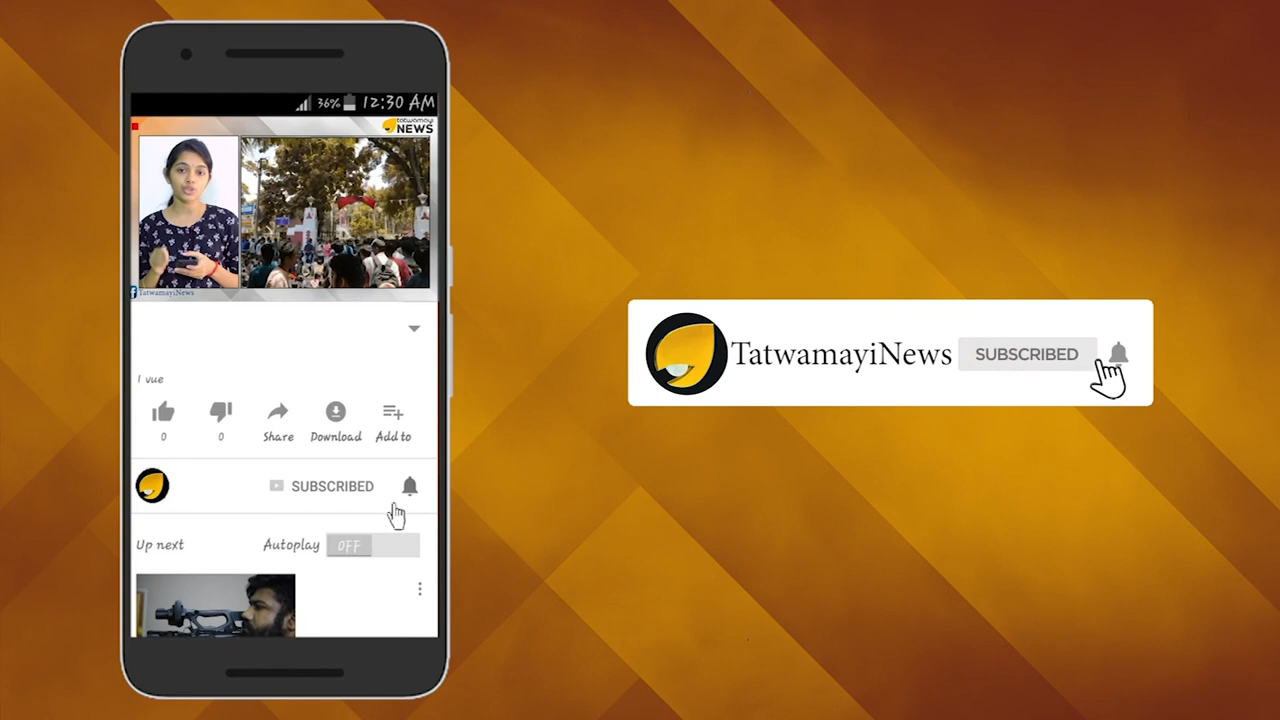 36% 12:30 AM
tatwamayi
NEWS
TatwamayiNews
1 vue
0 0 Share Download Add to
SUBSCRIBED
Up next Autoplay OFF
TatwamayiNews SUBSCRIBED